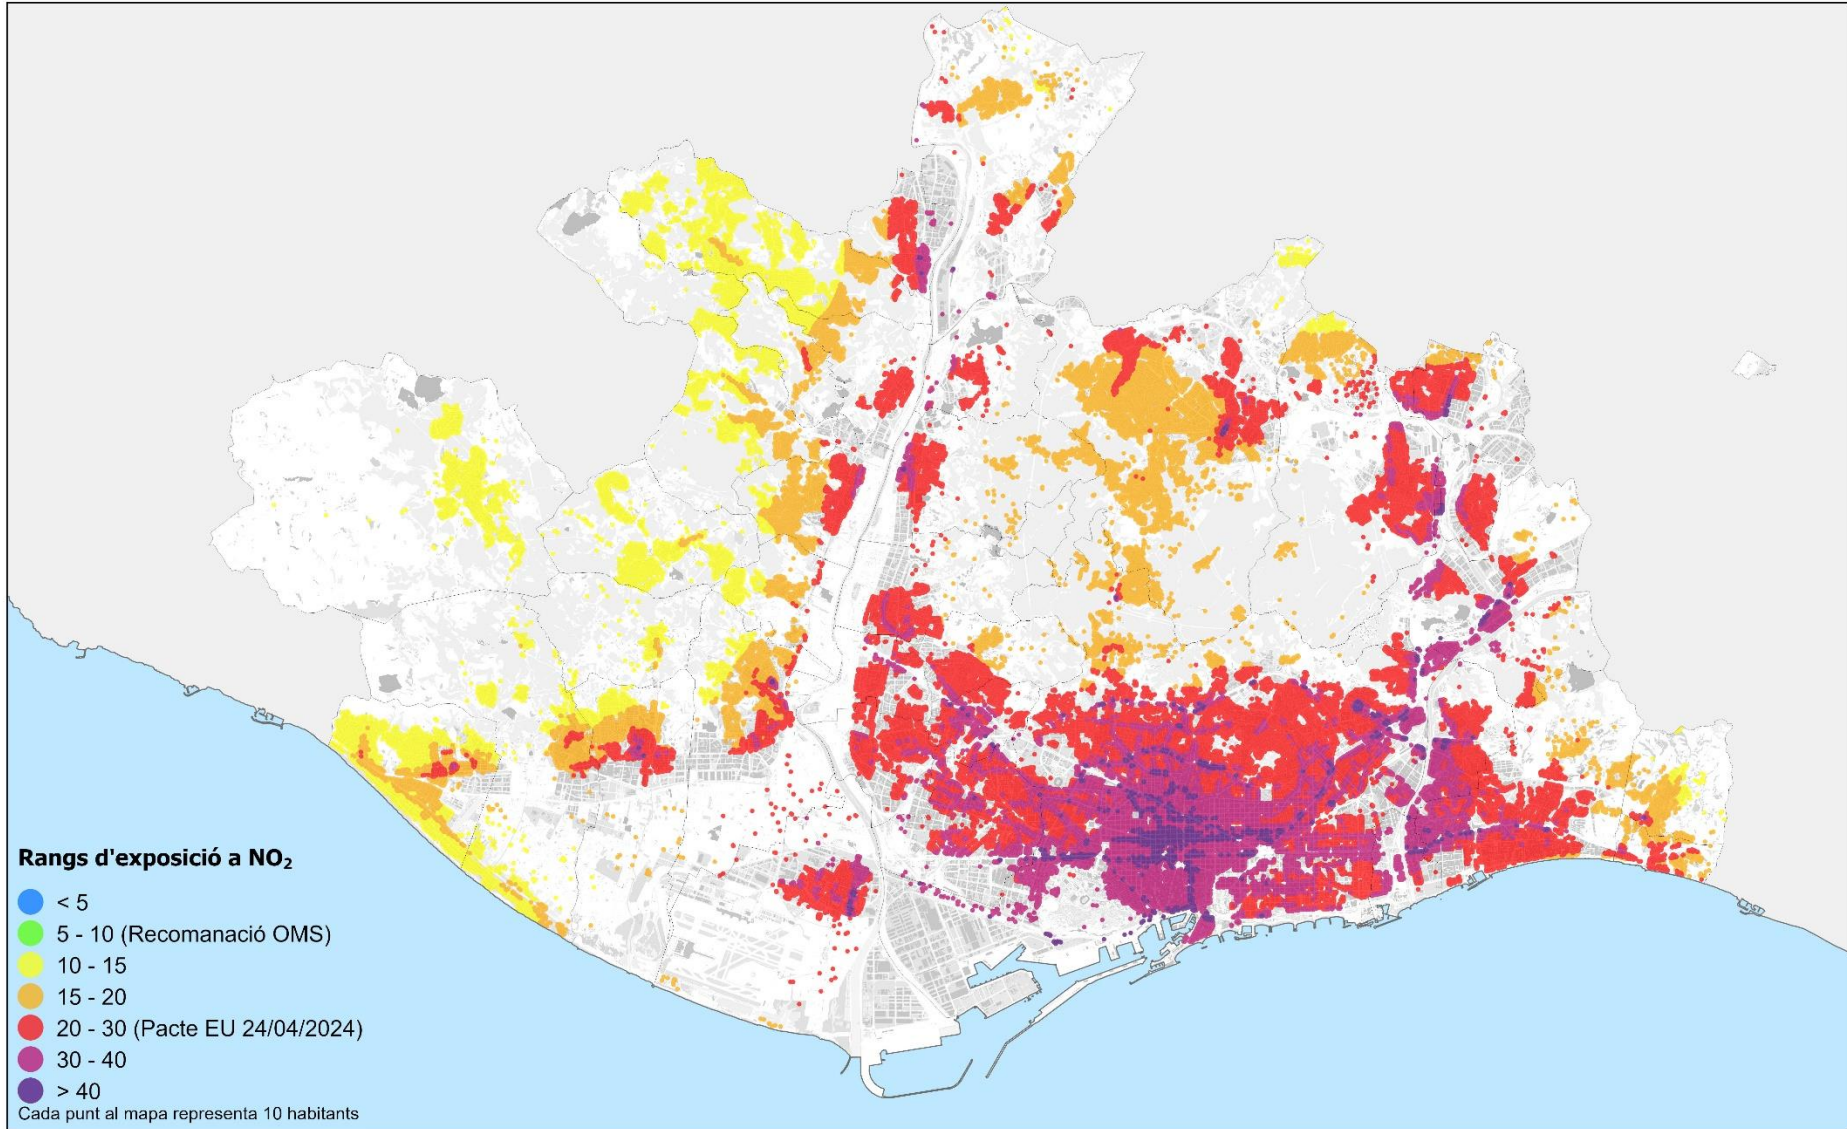 Rangs d'exposició a NO₂
< 5
5 - 10 (Recomanació OMS)
10 - 15
15 - 20
20 - 30 (Pacte EU 24/04/2024)
30 - 40
> 40
Cada punt al mapa representa 10 habitants